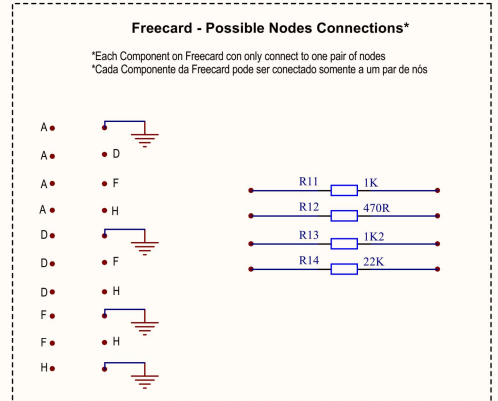 Freecard - Possible Nodes Connections*
*Each Component on Freecard con only connect to one pair of nodes
*Cada Componente da Freecard pode ser conectado somente a um par de nós
A
A D
A F
A H
D
D F
D H
F
F H
H
R11 1K
R12 470R
R13 1K2
R14 22K